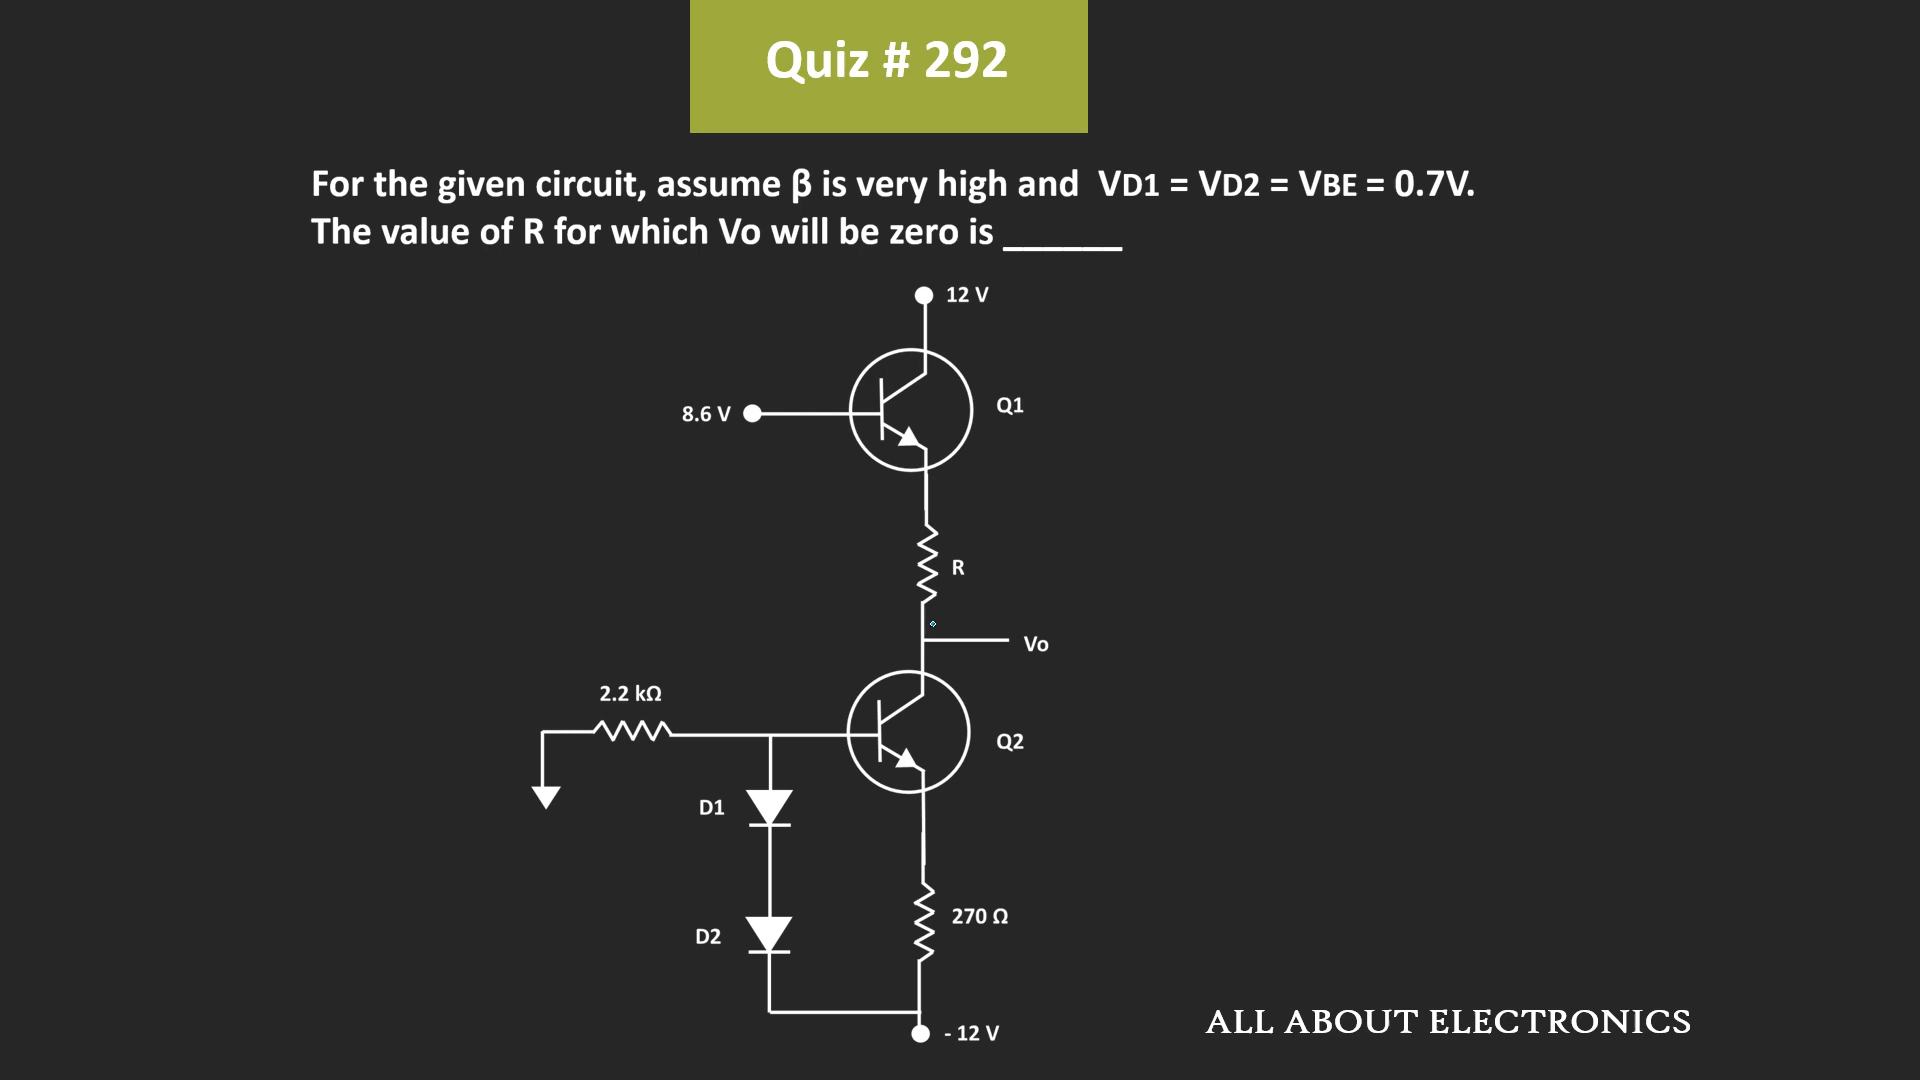 Quiz # 292
For the given circuit, assume β is very high and VD1 = VD2 = VBE = 0.7V.
The value of R for which Vo will be zero is ______
12 V
8.6 V
Q1
R
Vo
2.2 kΩ
Q2
D1
270 Ω
D2
- 12 V
ALL ABOUT ELECTRONICS